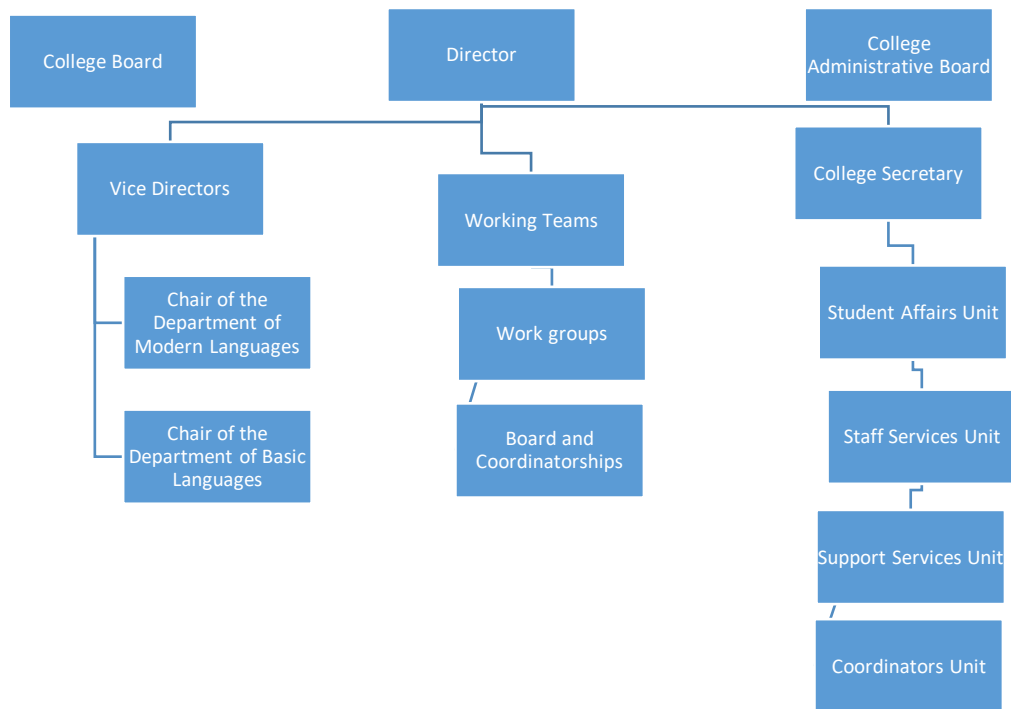 College Board
Director
College
Administrative Board
Vice Directors
Working Teams
College Secretary
Chair of the
Department of
Modern Languages
Work groups
Student Affairs Unit
Chair of the
Department of Basic
Languages
Board and
Coordinatorships
Staff Services Unit
Support Services Unit
Coordinators Unit